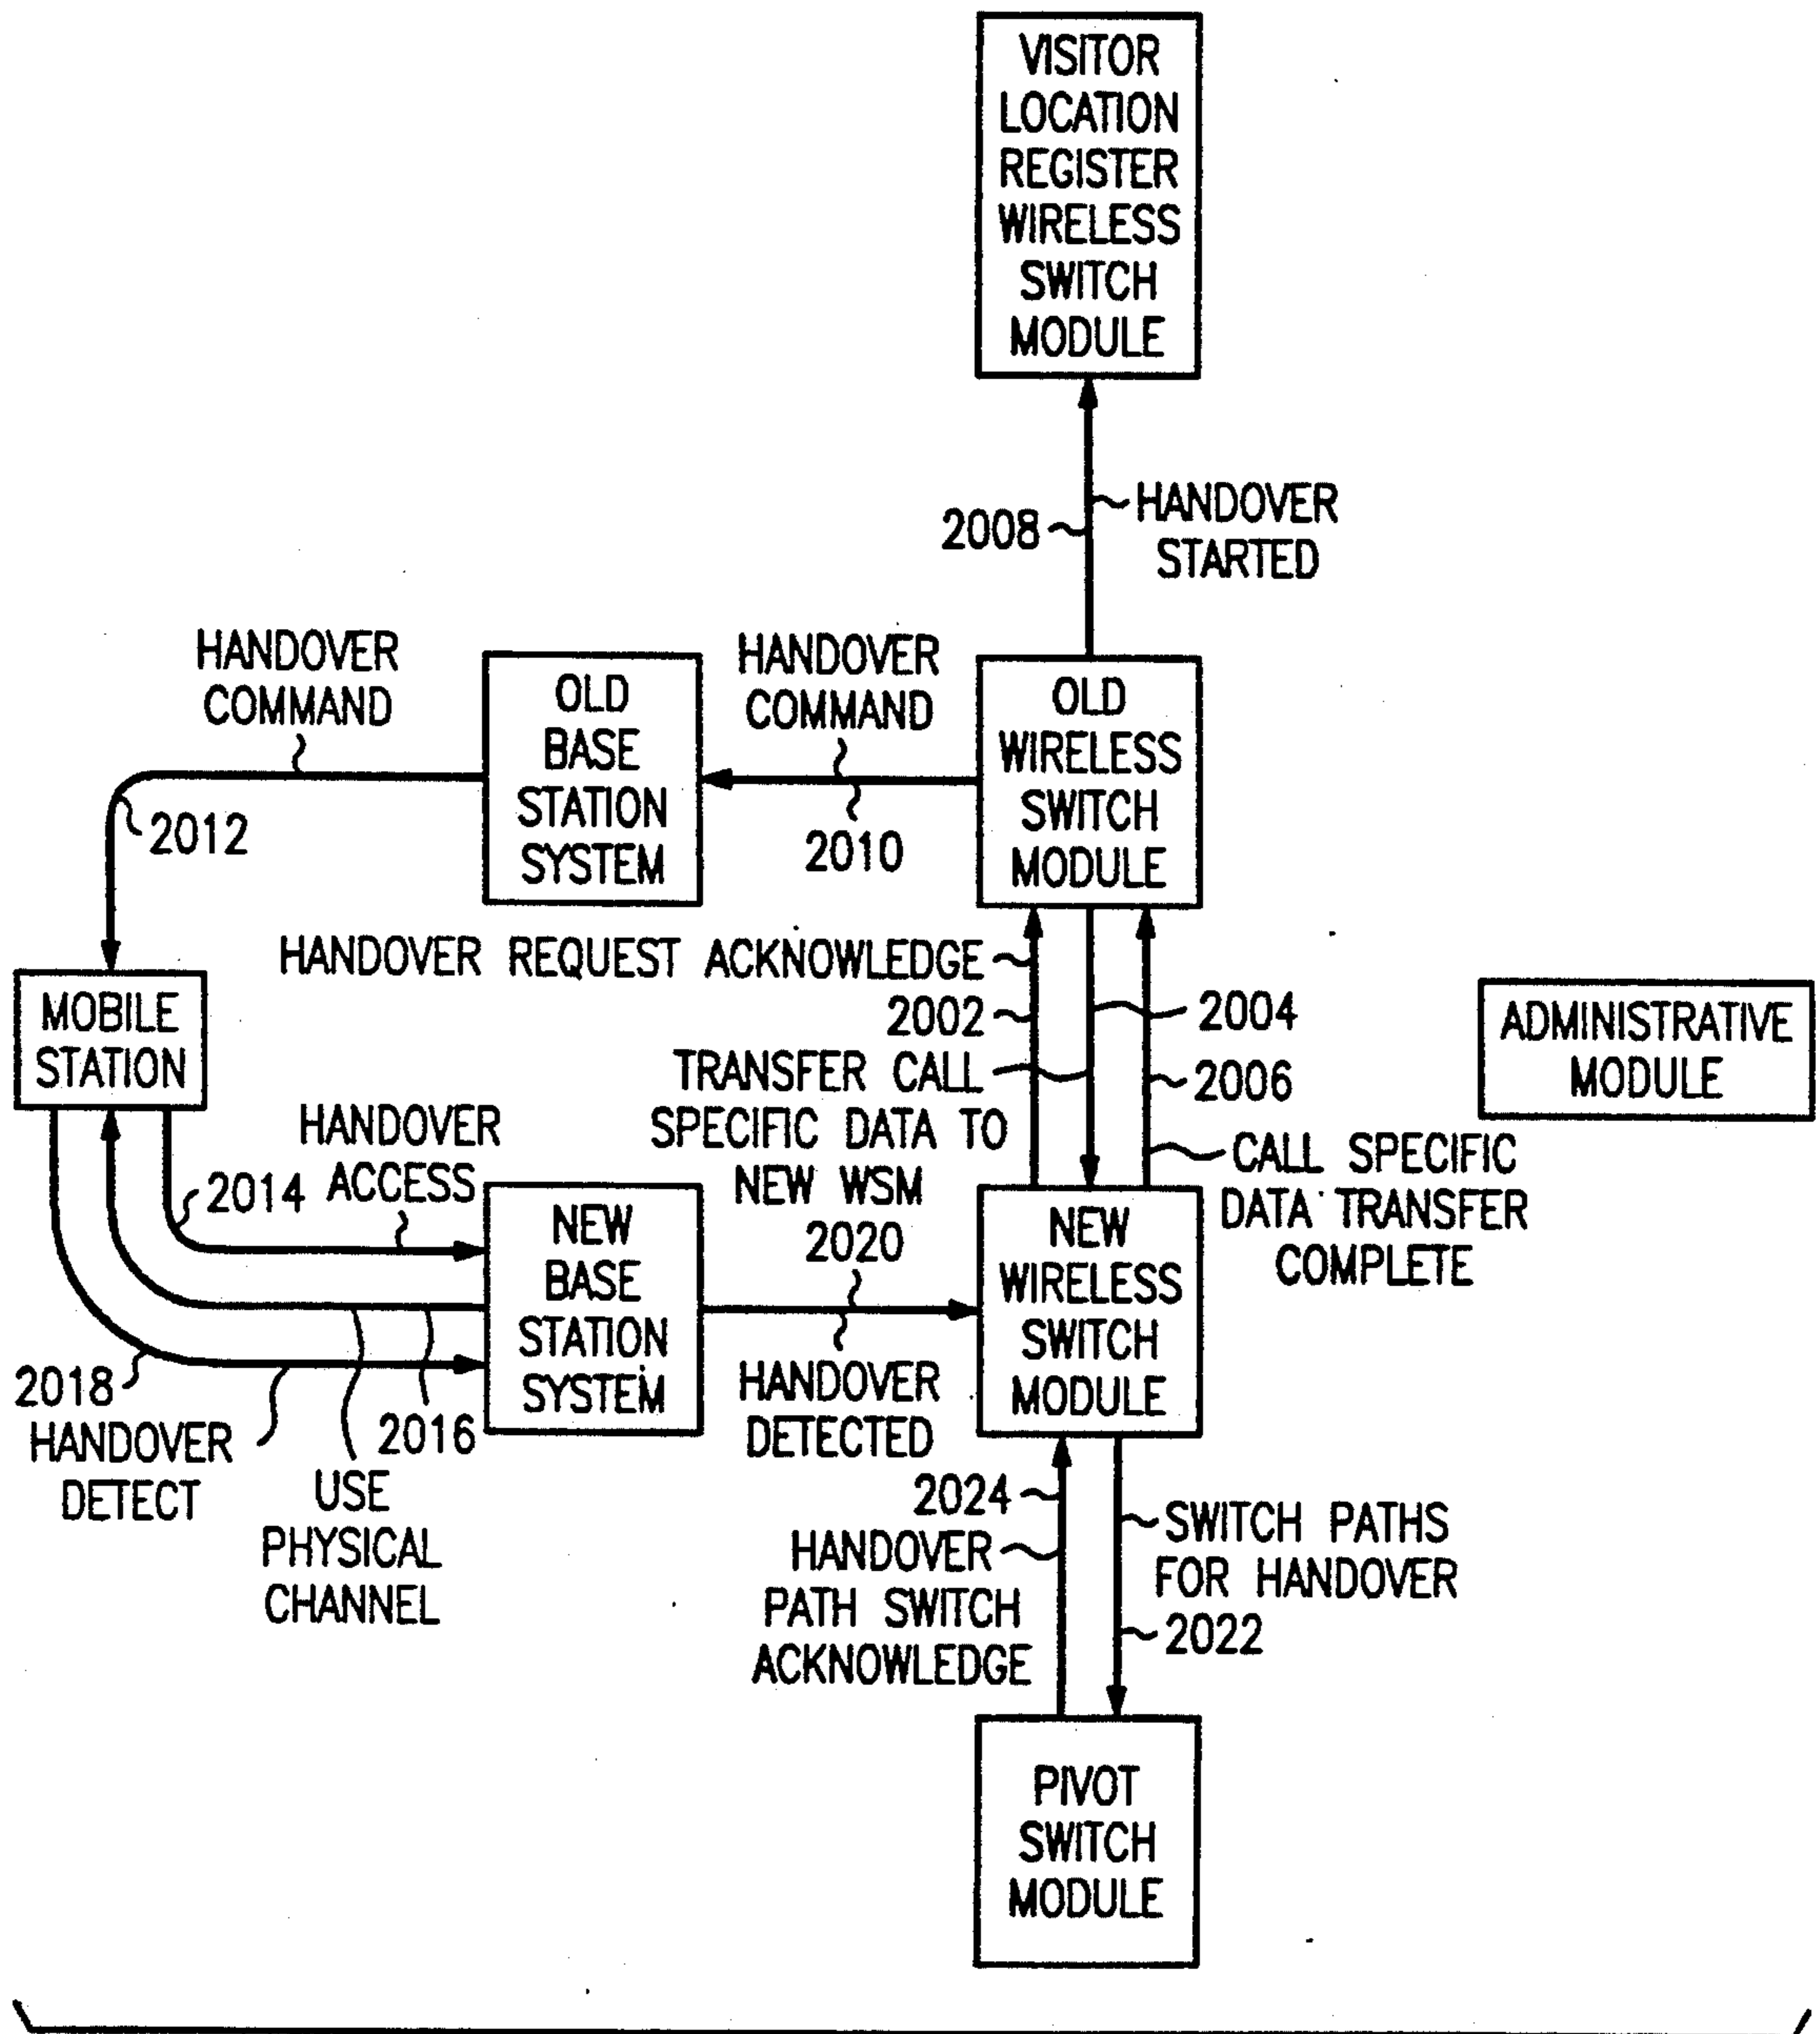 VISITOR
LOCATION
REGISTER
WIRELESS
SWITCH
MODULE
2008
HANDOVER
STARTED
HANDOVER
COMMAND
2012
OLD
BASE
STATION
SYSTEM
HANDOVER
COMMAND
2010
OLD
WIRELESS
SWITCH
MODULE
HANDOVER REQUEST ACKNOWLEDGE
2002
2004
TRANSFER CALL
SPECIFIC DATA TO
NEW WSM
2006
CALL SPECIFIC
DATA TRANSFER
COMPLETE
ADMINISTRATIVE
MODULE
MOBILE
STATION
HANDOVER
ACCESS
2014
NEW
BASE
STATION
SYSTEM
2020
HANDOVER
DETECTED
NEW
WIRELESS
SWITCH
MODULE
2018
HANDOVER
DETECT
2016
USE
PHYSICAL
CHANNEL
2024
HANDOVER
PATH SWITCH
ACKNOWLEDGE
SWITCH PATHS
FOR HANDOVER
2022
PIVOT
SWITCH
MODULE